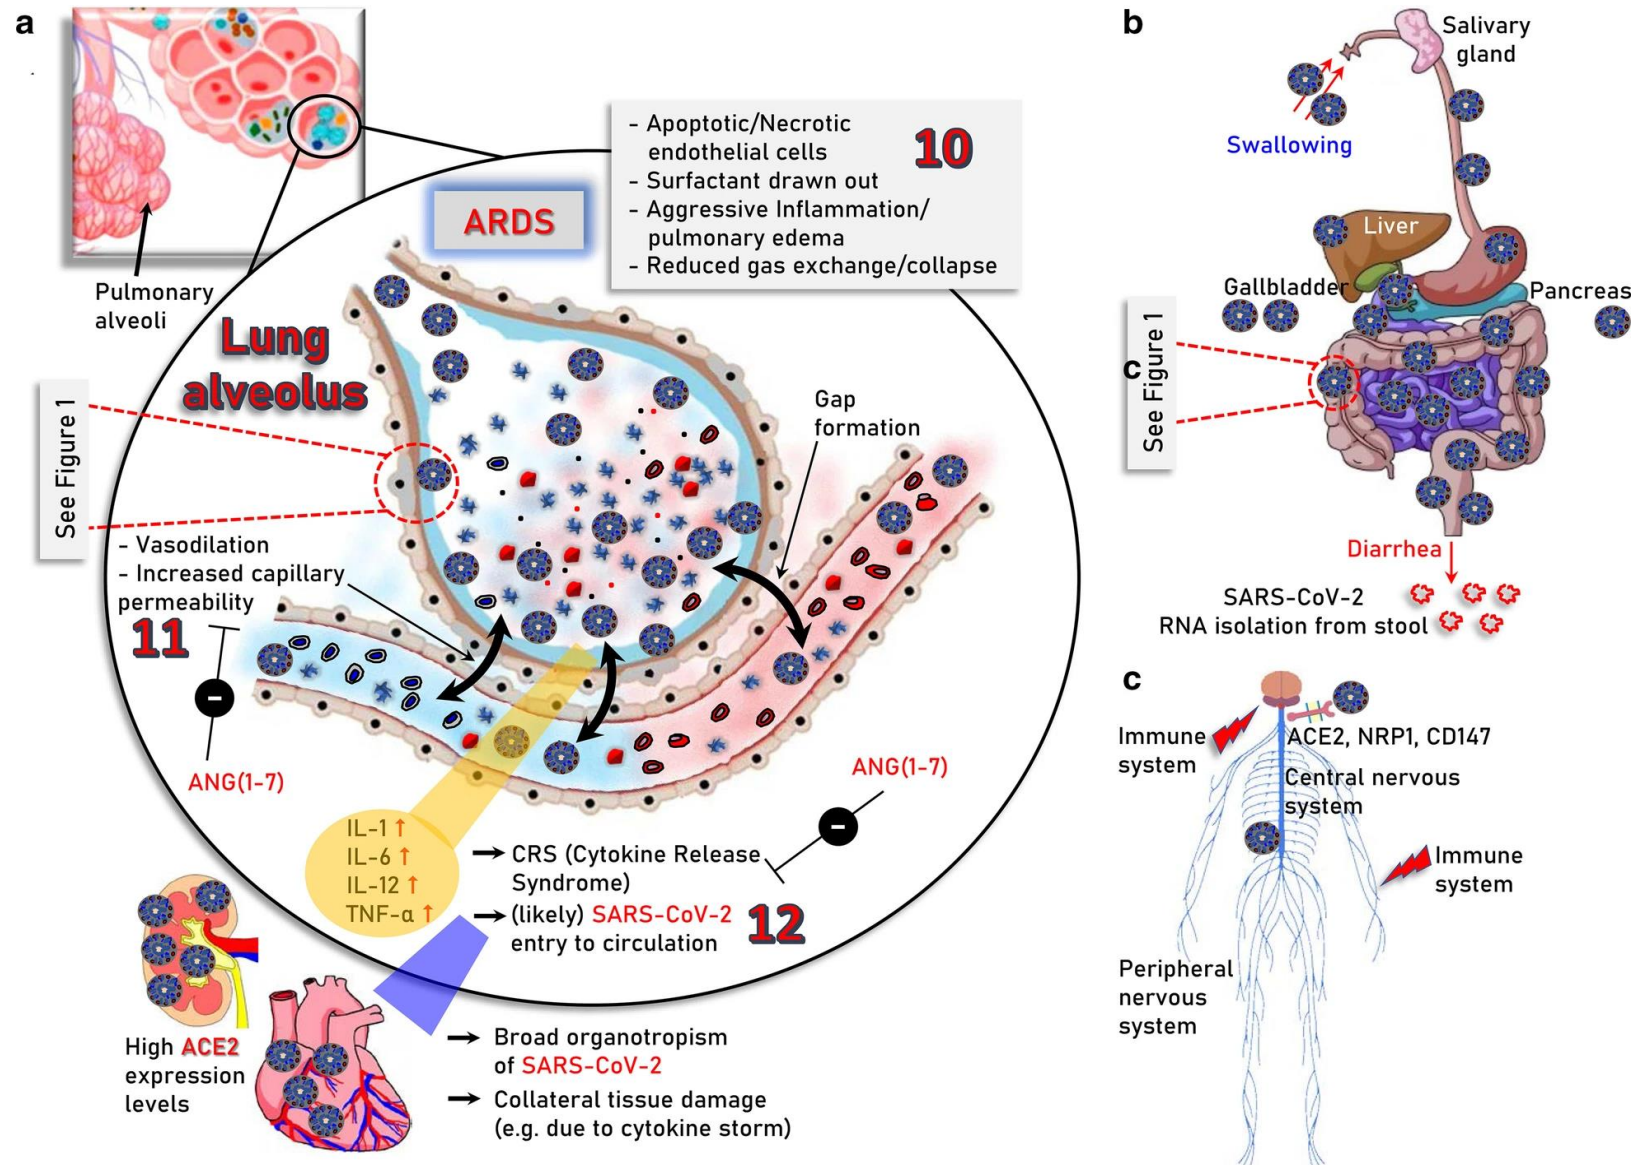 a
ARDS
- Apoptotic/Necrotic
endothelial cells
- Surfactant drawn out
- Aggressive Inflammation/
pulmonary edema
- Reduced gas exchange/collapse
10
Pulmonary
alveoli
Lung
alveolus
See Figure 1
Gap
formation
- Vasodilation
- Increased capillary
permeability
11
-
ANG(1-7)
ANG(1-7)
-
IL-1 ↑
IL-6 ↑
IL-12 ↑
TNF-α ↑
CRS (Cytokine Release
Syndrome)
(likely) SARS-CoV-2
entry to circulation
12
High ACE2
expression
levels
Broad organotropism
of SARS-CoV-2
Collateral tissue damage
(e.g. due to cytokine storm)
b
Salivary
gland
Swallowing
Liver
Gallbladder
Pancreas
c
See Figure 1
Diarrhea
SARS-CoV-2
RNA isolation from stool
c
Immune
system
ACE2, NRP1, CD147
Central nervous
system
Immune
system
Peripheral
nervous
system